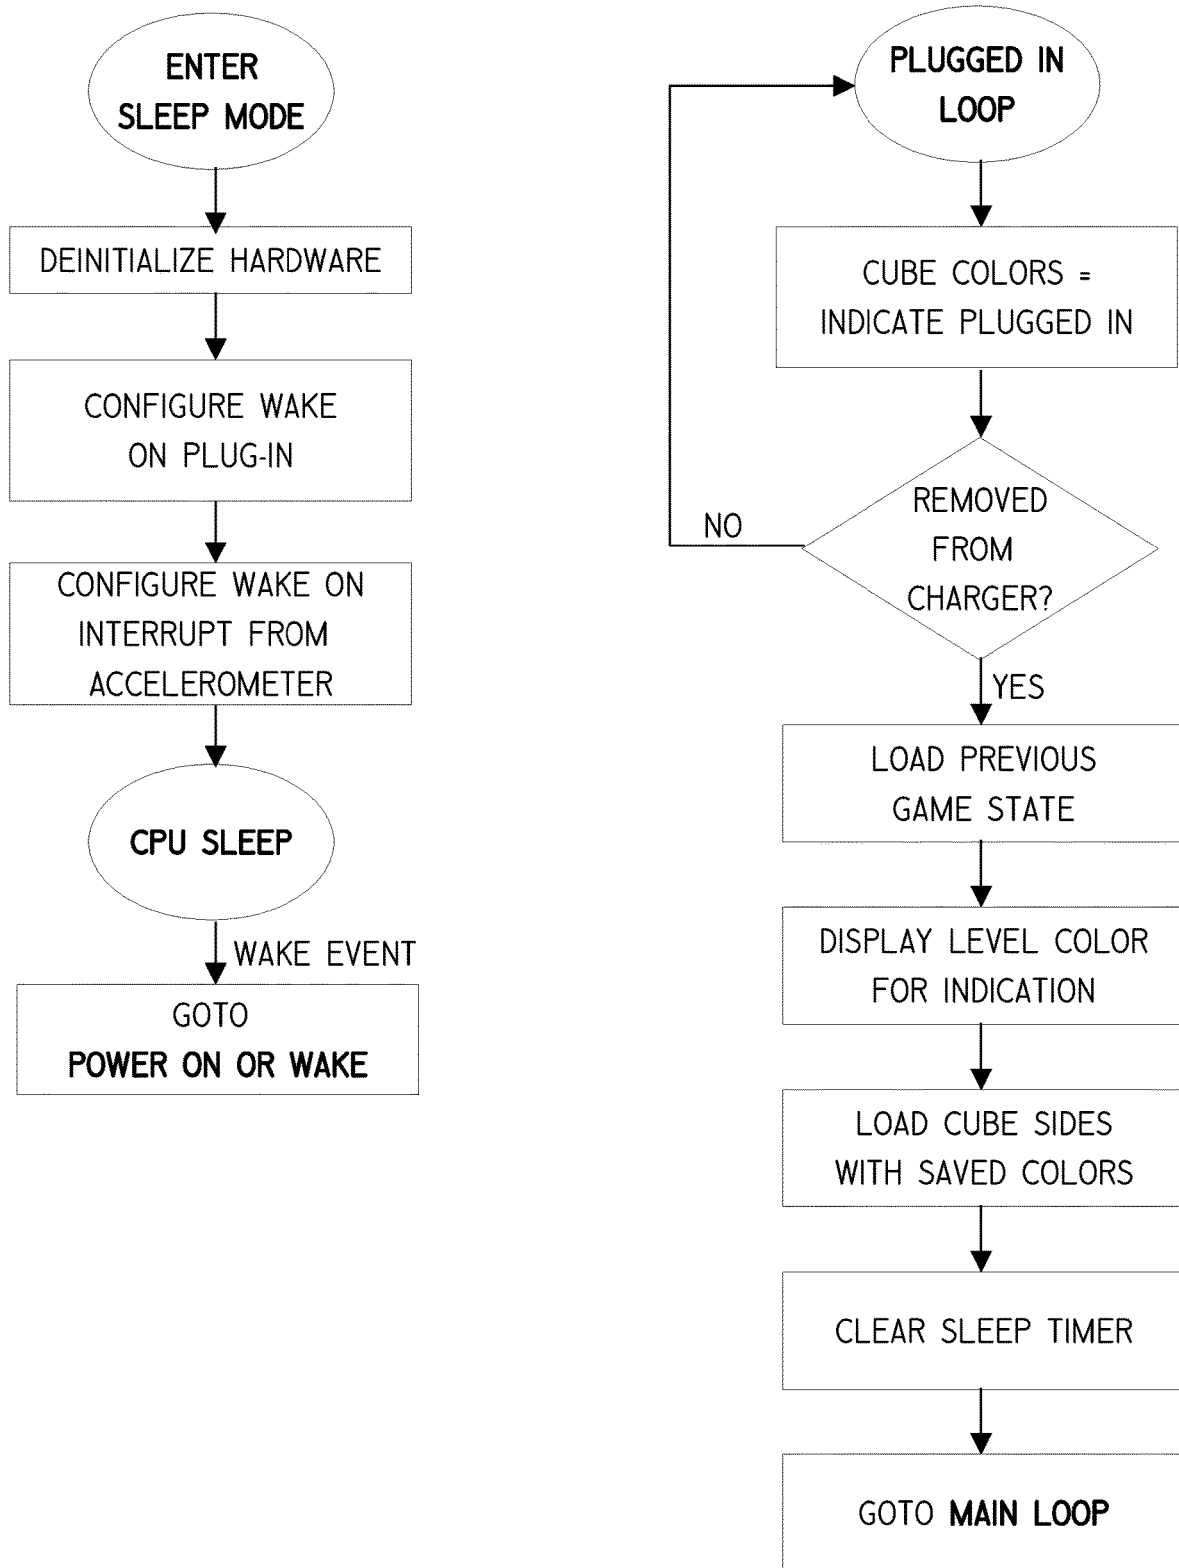 ENTER
SLEEP MODE
DEINITIALIZE HARDWARE
CONFIGURE WAKE
ON PLUG-IN
CONFIGURE WAKE ON
INTERRUPT FROM
ACCELEROMETER
CPU SLEEP
WAKE EVENT
GOTO
POWER ON OR WAKE
PLUGGED IN
LOOP
CUBE COLORS =
INDICATE PLUGGED IN
REMOVED
FROM
CHARGER?
NO
YES
LOAD PREVIOUS
GAME STATE
DISPLAY LEVEL COLOR
FOR INDICATION
LOAD CUBE SIDES
WITH SAVED COLORS
CLEAR SLEEP TIMER
GOTO MAIN LOOP